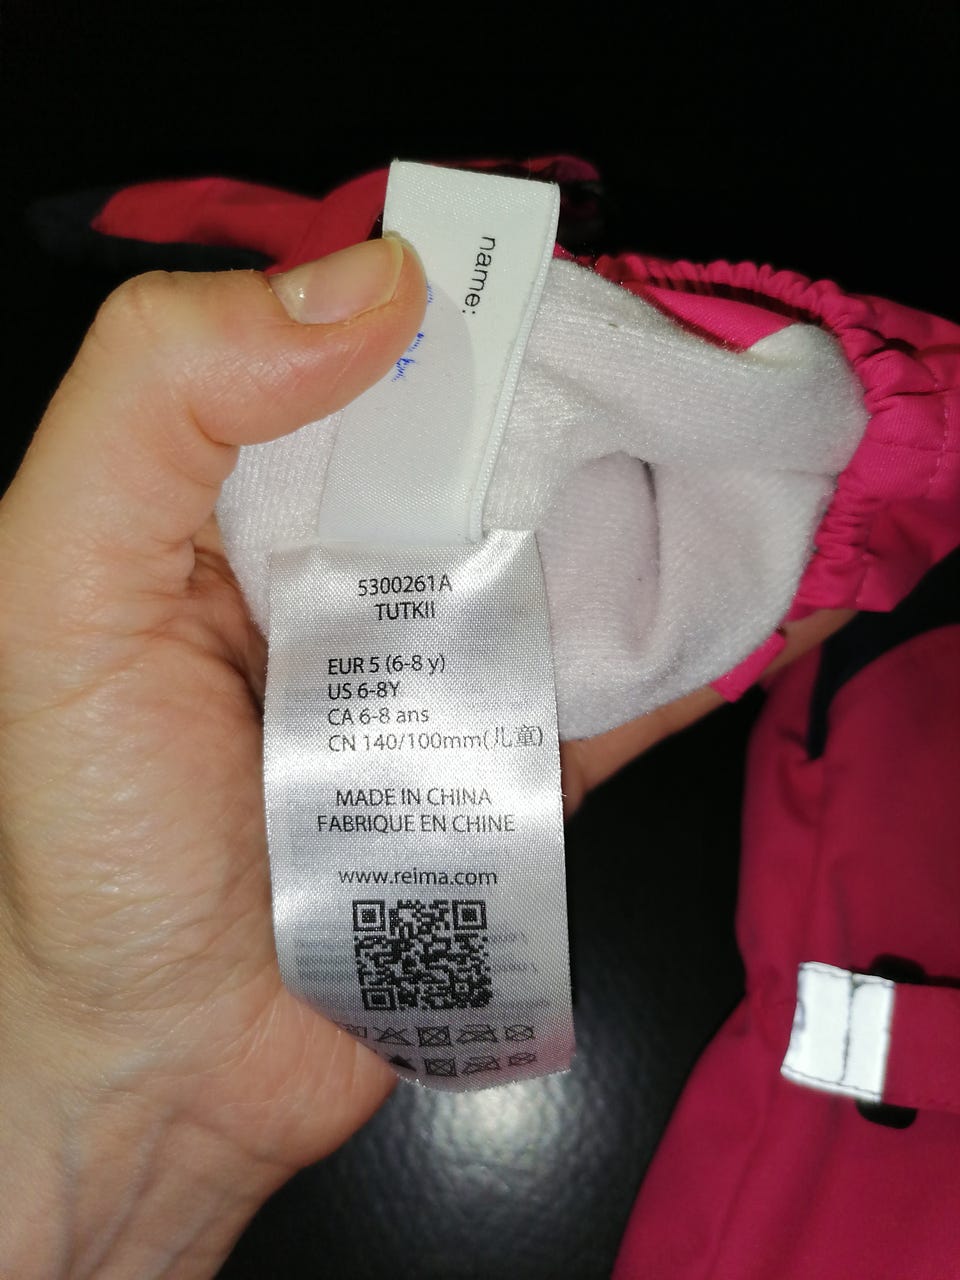 name:
5300261A
TUTKII
EUR 5 (6-8 y)
US 6-8Y
CA 6-8 ans
CN 140/100mm(儿童)
MADE IN CHINA
FABRIQUE EN CHINE
www.reima.com